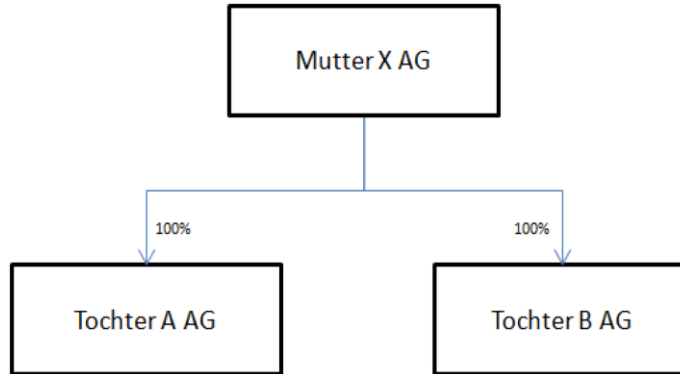 Mutter X AG
100%
100%
Tochter A AG
Tochter B AG